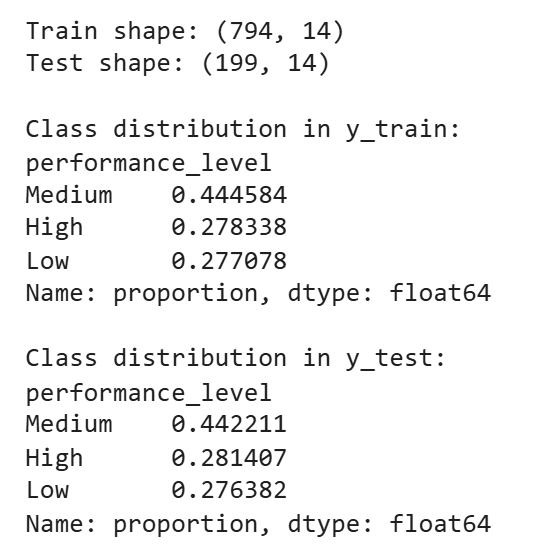 Train shape: (794, 14)
Test shape: (199, 14)

Class distribution in y_train:
performance_level
Medium    0.444584
High      0.278338
Low       0.277078
Name: proportion, dtype: float64

Class distribution in y_test:
performance_level
Medium    0.442211
High      0.281407
Low       0.276382
Name: proportion, dtype: float64